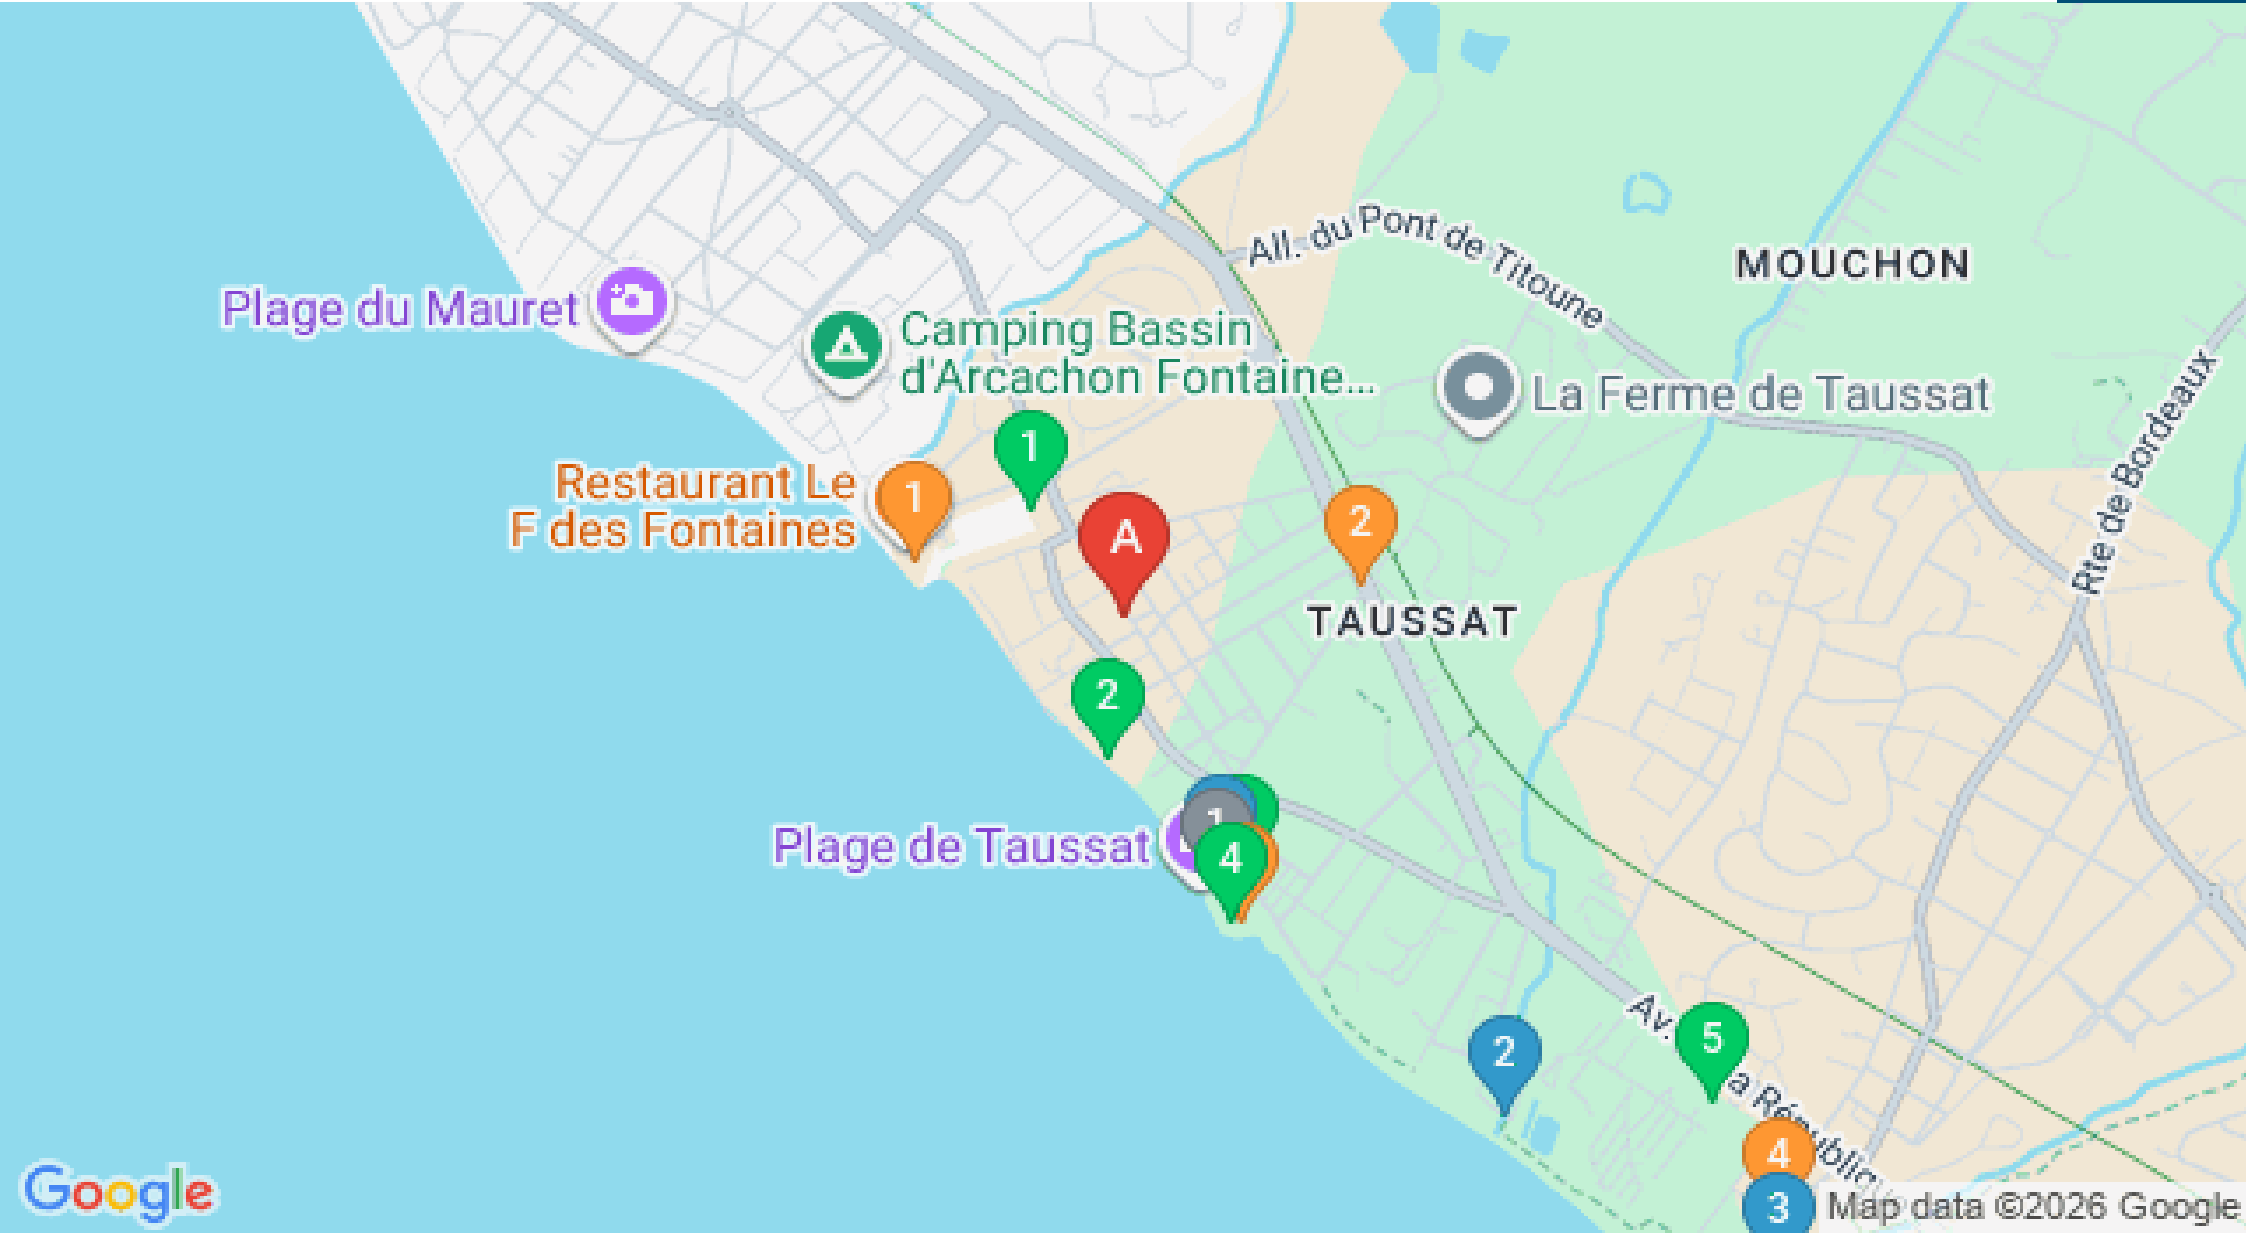 All. du Pont de Titoune
MOUCHON
Plage du Mauret
Camping Bassin
d'Arcachon Fontaine...
La Ferme de Taussat
Rte de Bordeaux
1
Restaurant Le
F des Fontaines
1
A
2
TAUSSAT
2
Plage de Taussat
1
4
Av.
5
2
a République
4
3
Google
Map data ©2026 Google